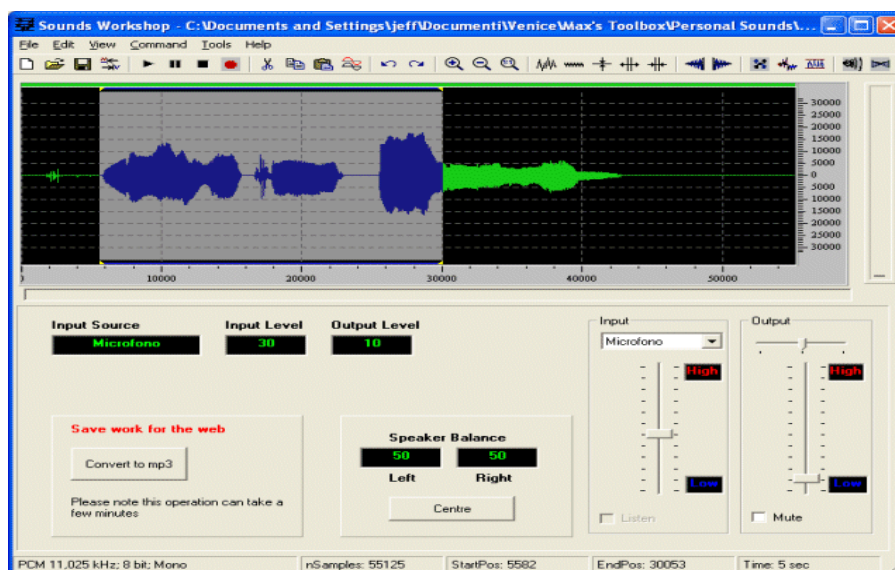 Sounds Workshop - C:\Documents and Settings\jeff\Documenti\Venice\Max's Toolbox\Personal Sounds\...
File Edit View Command Tools Help
30000
25000
20000
15000
10000
5000
0
5000
10000
15000
20000
25000
30000
10000 20000 30000 40000 50000
Input Source Input Level Output Level
Microfono 30 10
Input
Microfono
High
Low
Listen
Output
High
Low
Mute
Save work for the web
Convert to mp3
Please note this operation can take a
few minutes
Speaker Balance
50 50
Left Right
Centre
PCM 11,025 kHz; 8 bit; Mono nSamples: 55125 StartPos: 5582 EndPos: 30053 Time: 5 sec